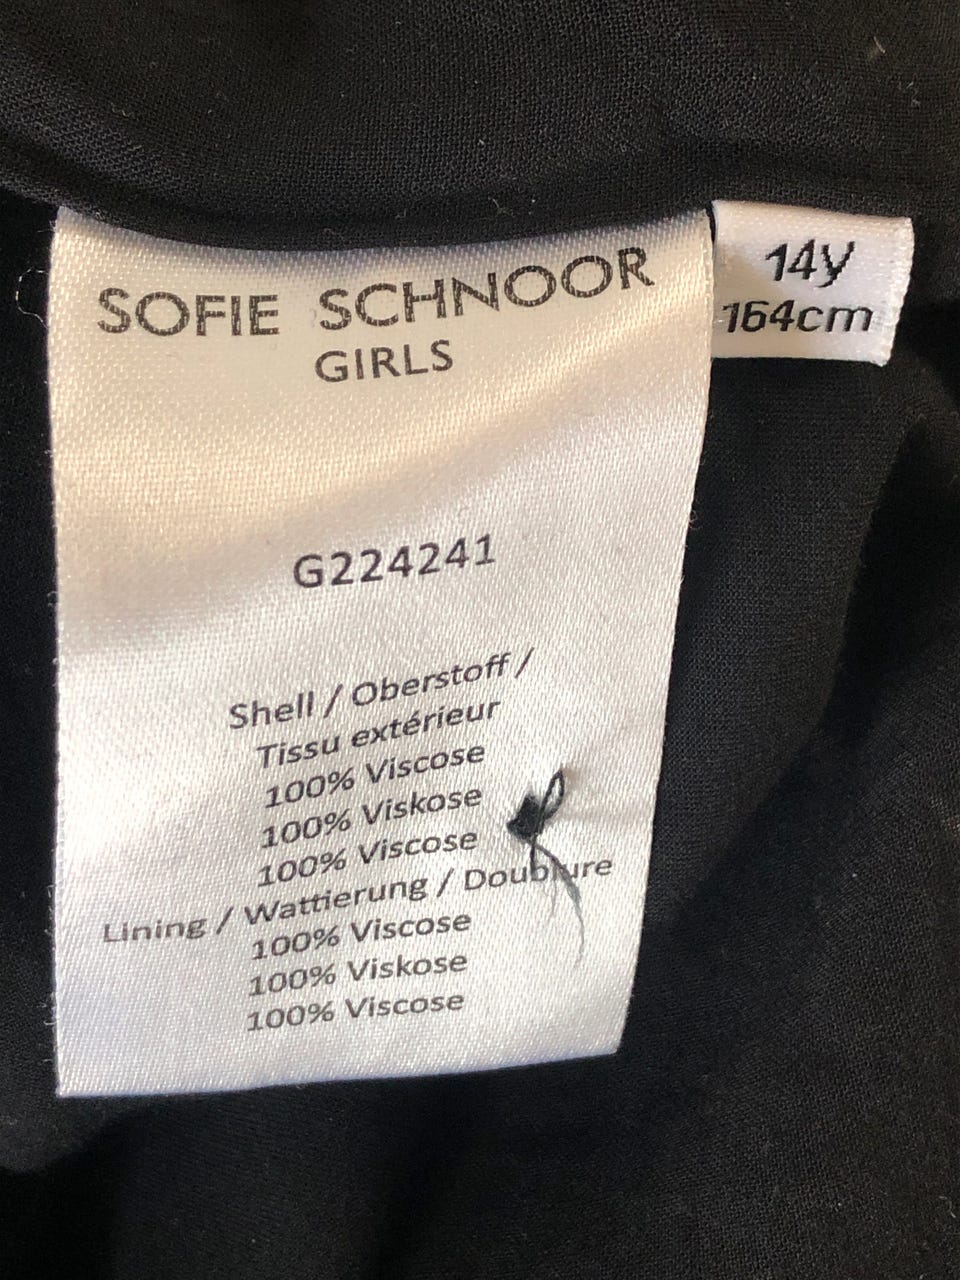 SOFIE SCHNOOR
GIRLS
14y
164cm
G224241
Shell / Oberstoff /
Tissu extérieur
100% Viscose
100% Viskose
100% Viscose
Lining / Wattierung / Doublure
100% Viscose
100% Viskose
100% Viscose